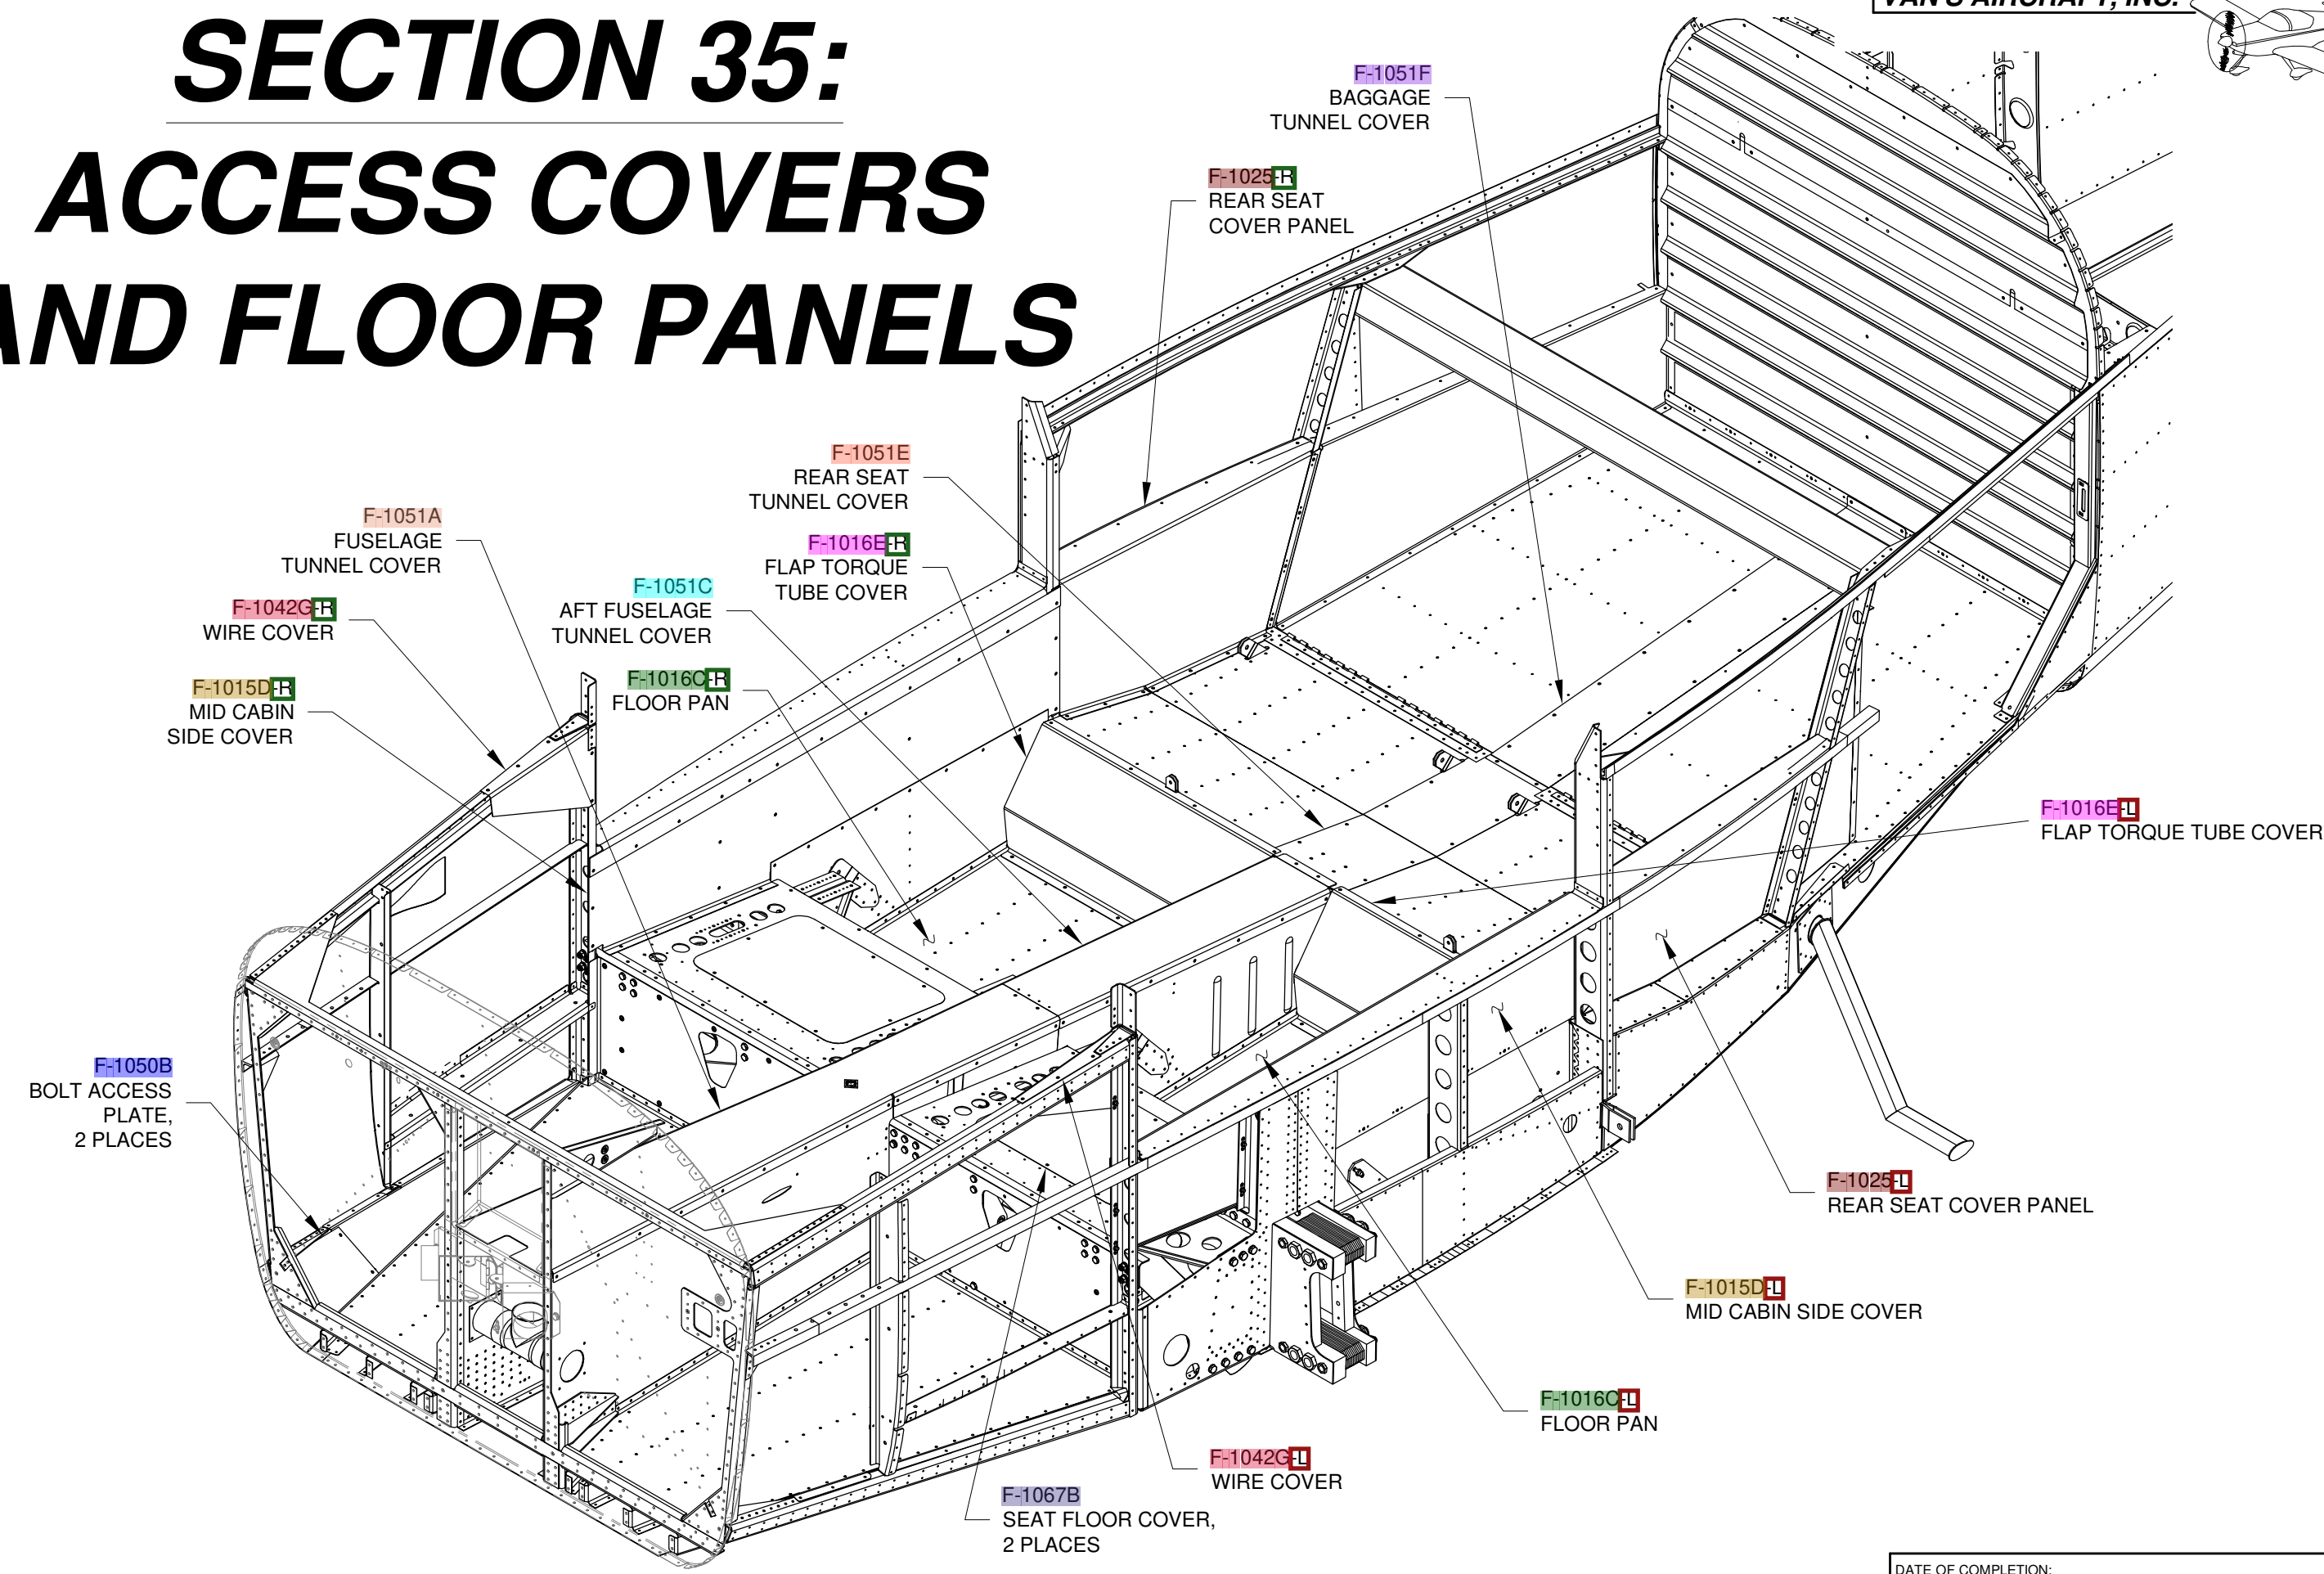 VAN'S AIRCRAFT, INC.
SECTION 35:
ACCESS COVERS
AND FLOOR PANELS
F-1051F
BAGGAGE
TUNNEL COVER
F-1025-R
REAR SEAT
COVER PANEL
F-1051E
REAR SEAT
TUNNEL COVER
F-1051A
FUSELAGE
TUNNEL COVER
F-1016E-R
FLAP TORQUE
TUBE COVER
F-1051C
AFT FUSELAGE
TUNNEL COVER
F-1042G-R
WIRE COVER
F-1016C-R
FLOOR PAN
F-1015D-R
MID CABIN
SIDE COVER
F-1016E-L
FLAP TORQUE TUBE COVER
F-1050B
BOLT ACCESS
PLATE,
2 PLACES
F-1025-L
REAR SEAT COVER PANEL
F-1015D-L
MID CABIN SIDE COVER
F-1016C-L
FLOOR PAN
F-1042G-L
WIRE COVER
F-1067B
SEAT FLOOR COVER,
2 PLACES
DATE OF COMPLETION: